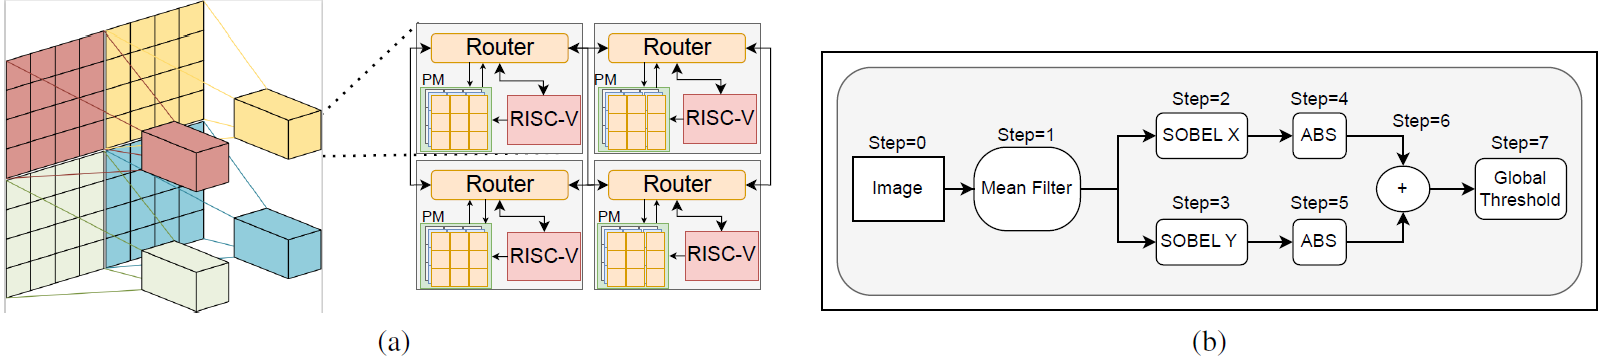 Router
PM
RISC-V
Router
PM
RISC-V
Router
PM
RISC-V
Router
PM
RISC-V
(a)
Step=0
Image
Step=1
Mean Filter
Step=2
SOBEL X
Step=4
ABS
Step=3
SOBEL Y
Step=5
ABS
Step=6
+
Step=7
Global
Threshold
(b)